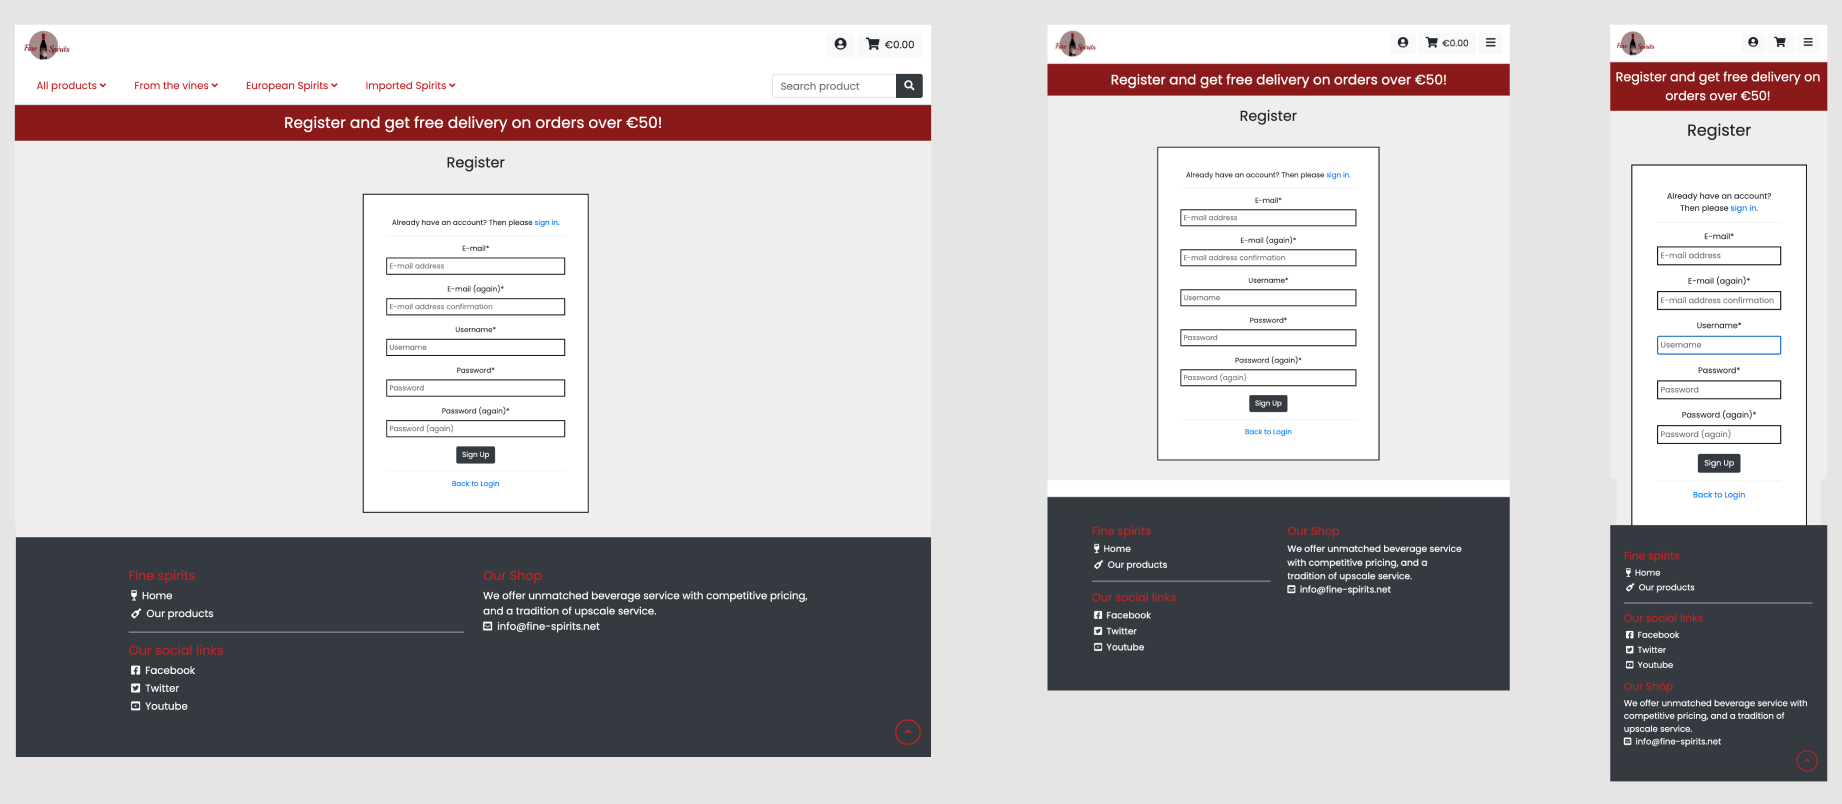 Fine Spirits
€0.00
All products
From the vines
European Spirits
Imported Spirits
Search product
Register and get free delivery on orders over €50!
Register
Already have an account? Then please sign in.
E-mail*
E-mail address
E-mail (again)*
E-mail address confirmation
Username*
Username
Password*
Password
Password (again)*
Password (again)
Sign Up
Back to Login
Fine spirits
Home
Our products
Our social links
Facebook
Twitter
Youtube
Our Shop
We offer unmatched beverage service with competitive pricing,
and a tradition of upscale service.
info@fine-spirits.net
Fine Spirits
€0.00
Register and get free delivery on orders over €50!
Register
Already have an account? Then please sign in.
E-mail*
E-mail address
E-mail (again)*
E-mail address confirmation
Username*
Username
Password*
Password
Password (again)*
Password (again)
Sign Up
Back to Login
Fine spirits
Home
Our products
Our social links
Facebook
Twitter
Youtube
Our Shop
We offer unmatched beverage service
with competitive pricing, and a
tradition of upscale service.
info@fine-spirits.net
Fine Spirits
Register and get free delivery on
orders over €50!
Register
Already have an account?
Then please sign in.
E-mail*
E-mail address
E-mail (again)*
E-mail address confirmation
Username*
Username
Password*
Password
Password (again)*
Password (again)
Sign Up
Back to Login
Fine spirits
Home
Our products
Our social links
Facebook
Twitter
Youtube
Our Shop
We offer unmatched beverage service with
competitive pricing, and a tradition of
upscale service.
info@fine-spirits.net